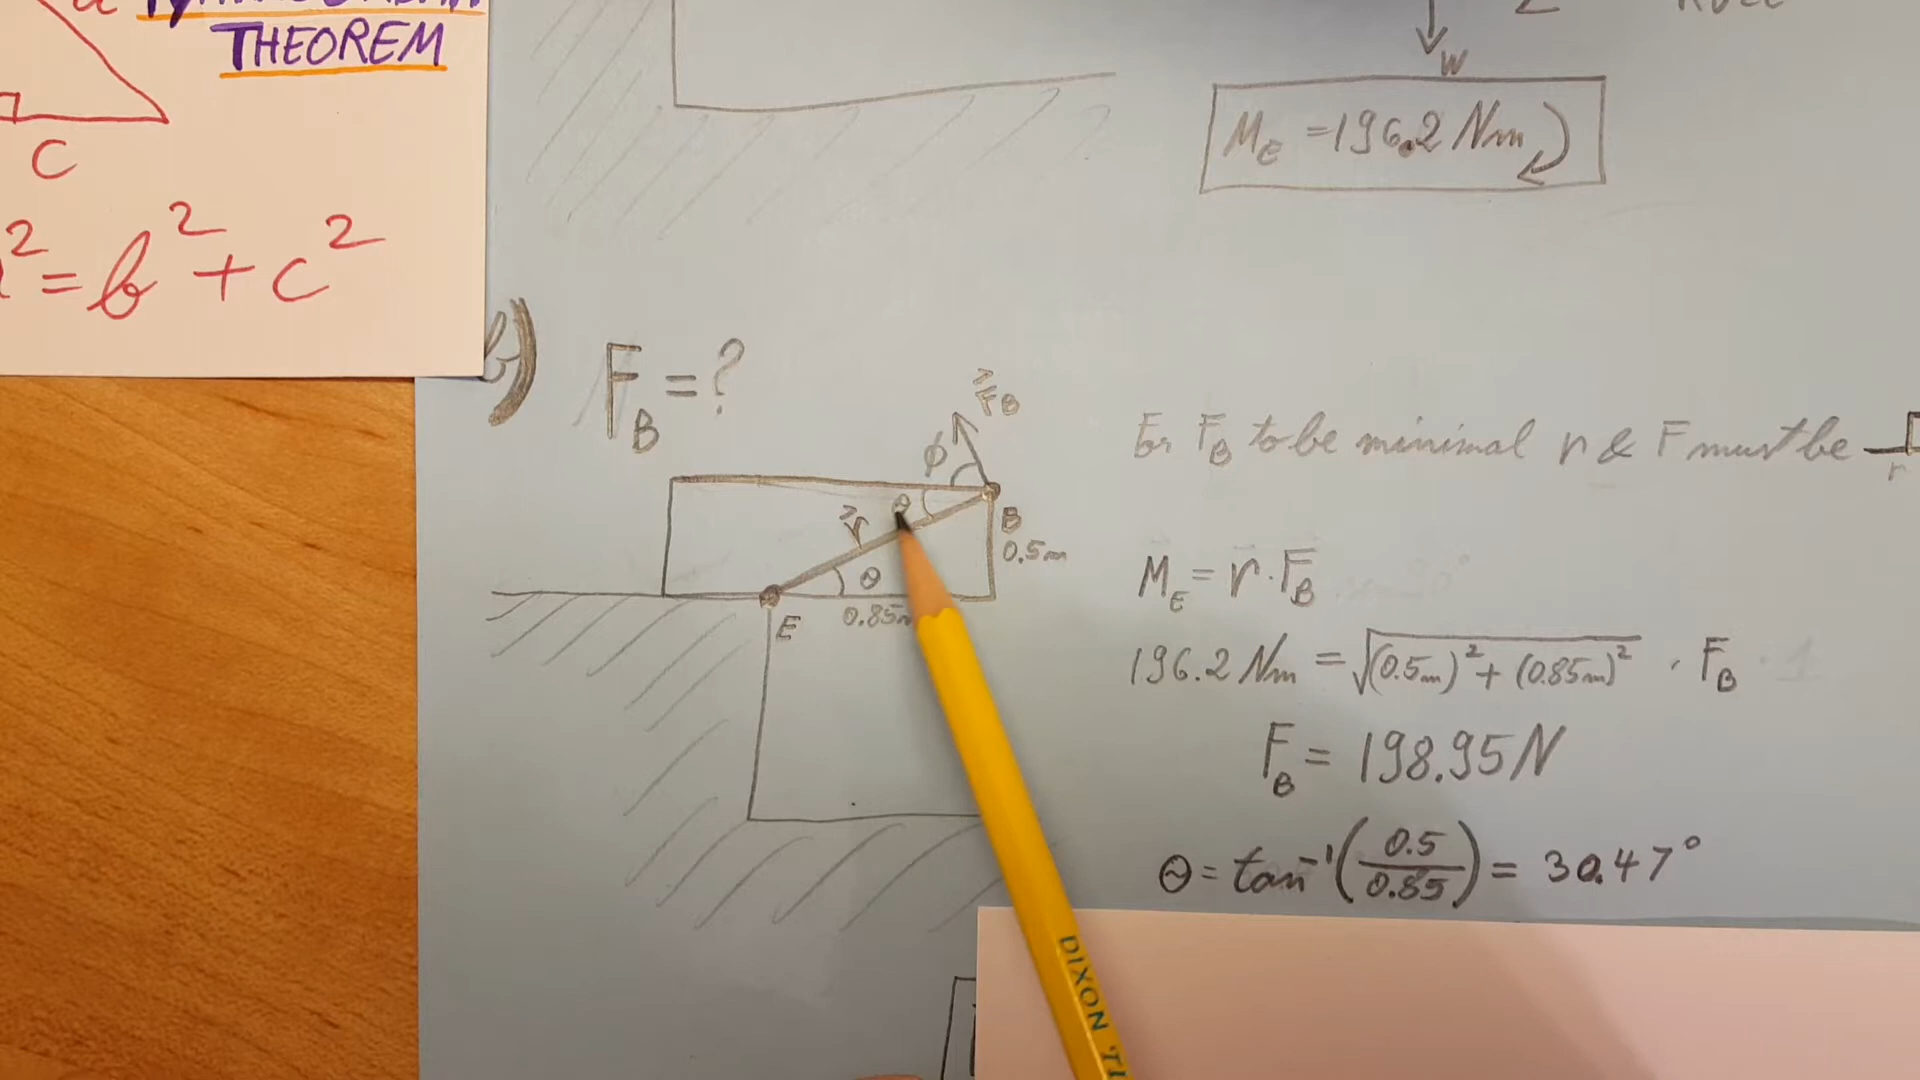 THEOREM
c
² = b² + c²
W
M_E = 196.2 Nm
b) F_B = ?
F_B
ϕ
θ
r
B
0.5m
θ
0.85m
E
For F_B to be minimal r & F must be
r
M_E = r · F_B
196.2 Nm = √(0.5m)² + (0.85m)² · F_B · 1
F_B = 198.95 N
θ = tan⁻¹(0.5/0.85) = 30.47°
DIXON TI